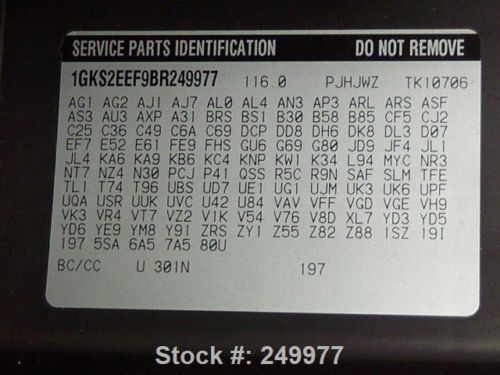 SERVICE PARTS IDENTIFICATION DO NOT REMOVE
1GKS2EEF9BR249977 116.0 PJHJWZ TK10706
AG1 AG2 AJ1 AJ7 AL0 AL4 AN3 AP3 ARL ARS ASF
AS3 AU3 AXP A31 BRS BS1 B30 B58 B85 CF5 CJ2
C25 C36 C49 C6A C69 DCP DD8 DH6 DK8 DL3 D07
EF7 E52 E61 FE9 FHS GU6 G69 G80 JD9 JF4 JL1
JL4 KA6 KA9 KB6 KC4 KNP KW1 K34 L94 MYC NR3
NT7 NZ4 N30 PCJ P41 QSS R5C R9N SAF SLM TFE
TL1 T74 T96 UBS UD7 UE1 UG1 UJM UK3 UK6 UPF
UQA USR UUK UVC U42 U84 VAV VFF VGD VGE VH9
VK3 VR4 VT7 VZ2 V1K V54 V76 V8D XL7 YD3 YD5
YD6 YE9 YM8 Y91 ZRS ZY1 Z55 Z82 Z88 1SZ 19I
197 5SA 6A5 7A5 80U
BC/CC U 301N 197
Stock #: 249977